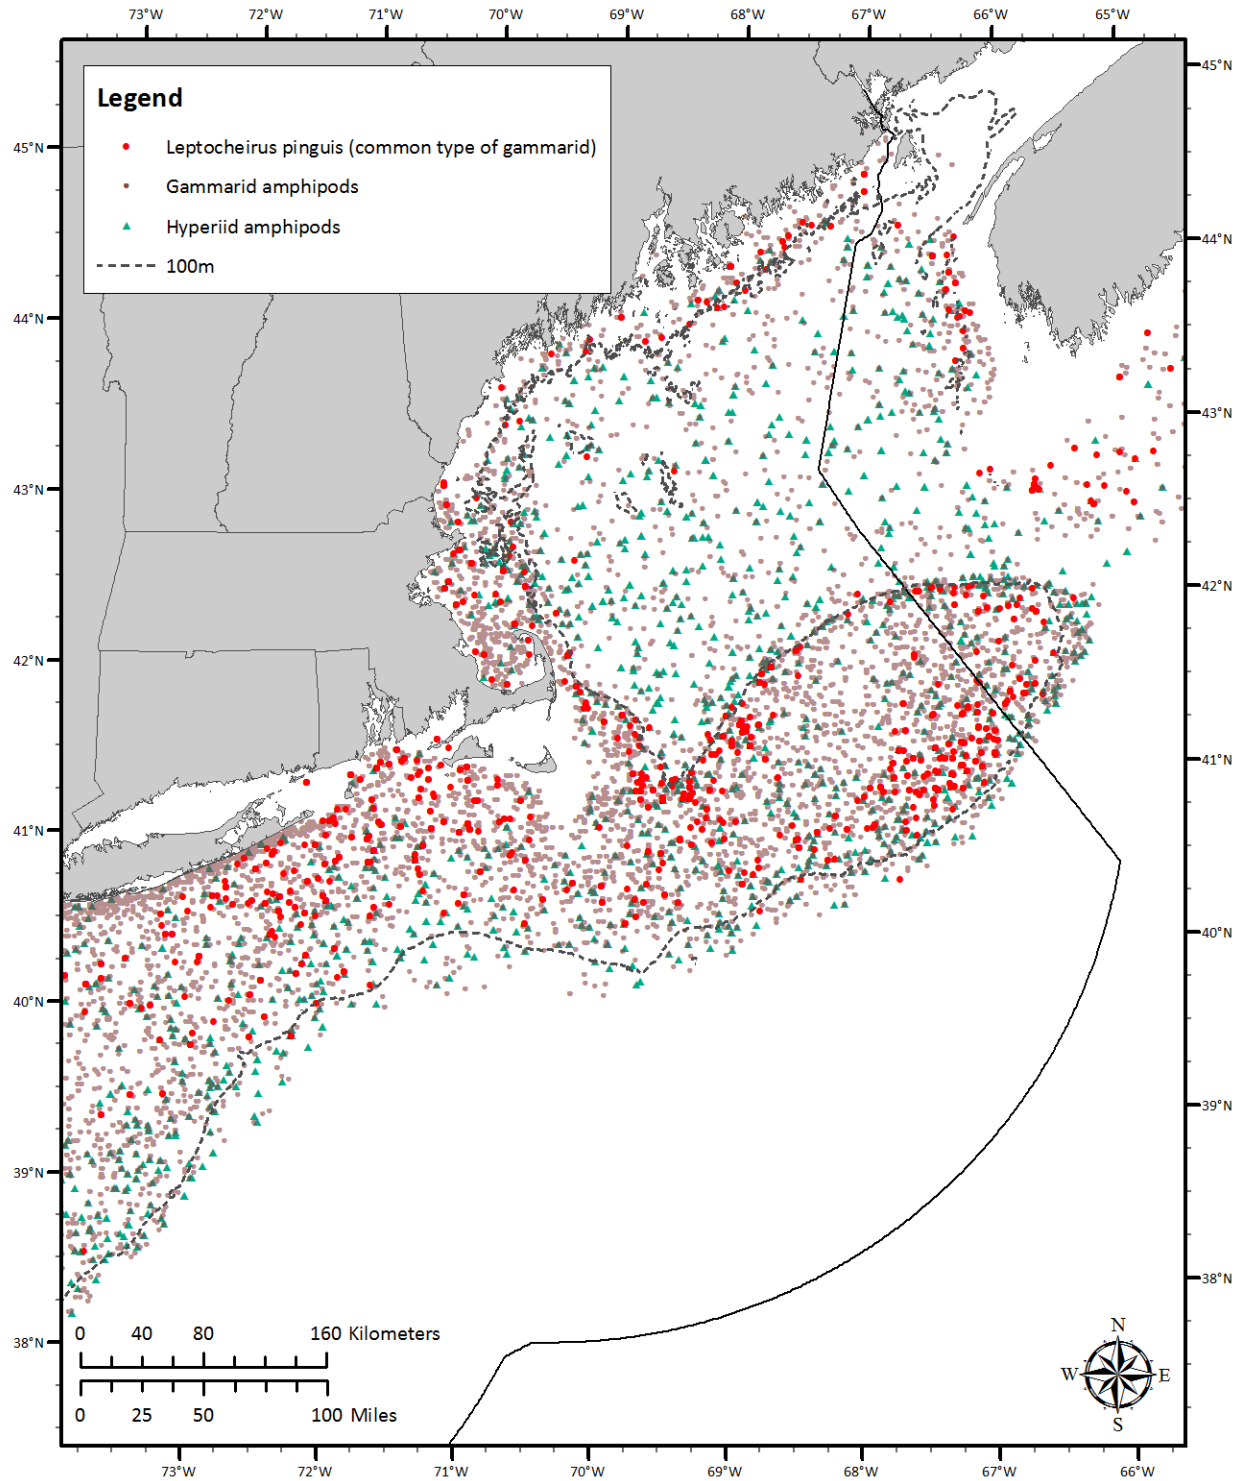 73°W 72°W 71°W 70°W 69°W 68°W 67°W 66°W 65°W
Legend
Leptocheirus pinguis (common type of gammarid)
Gammarid amphipods
Hyperiid amphipods
100m
45°N
45°N
44°N
44°N
43°N
43°N
42°N
42°N
41°N
41°N
40°N
40°N
39°N
39°N
38°N
38°N
0 40 80 160 Kilometers
0 25 50 100 Miles
N
W E
S
73°W 72°W 71°W 70°W 69°W 68°W 67°W 66°W